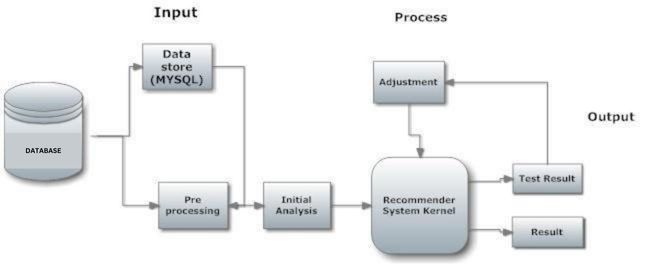 Input
Process
Data
store
(MYSQL)
Adjustment
Output
DATABASE
Pre
processing
Initial
Analysis
Recommender
System Kernel
Test Result
Result